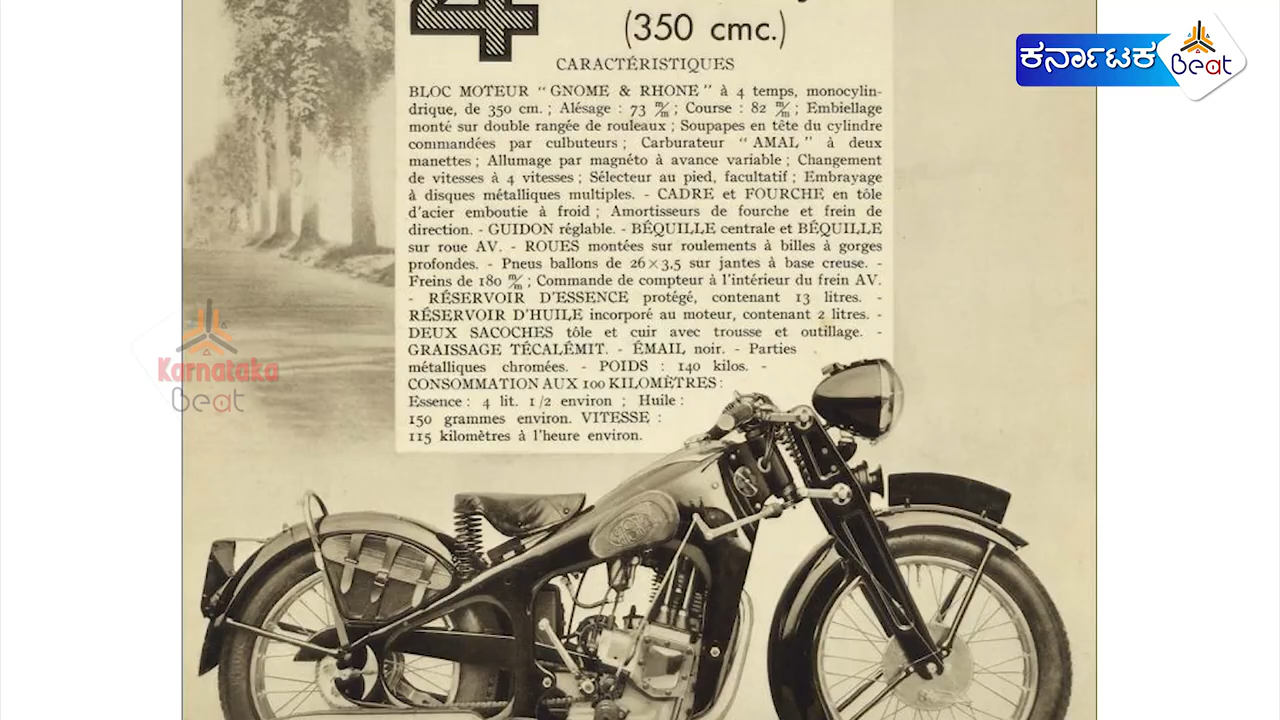 4
(350 cmc.)
CARACTÉRISTIQUES
BLOC MOTEUR “GNOME & RHONE” à 4 temps, monocylin-
drique, de 350 cm. ; Alésage : 73 m/m ; Course : 82 m/m ; Embiellage
monté sur double rangée de rouleaux ; Soupapes en tête du cylindre
commandées par culbuteurs ; Carburateur “AMAL” à deux
manettes ; Allumage par magnéto à avance variable ; Changement
de vitesses à 4 vitesses ; Sélecteur au pied, facultatif ; Embrayage
à disques métalliques multiples. - CADRE et FOURCHE en tôle
d'acier emboutie à froid ; Amortisseurs de fourche et frein de
direction. - GUIDON réglable. - BÉQUILLE centrale et BÉQUILLE
sur roue AV. - ROUES montées sur roulements à billes à gorges
profondes. - Pneus ballons de 26×3,5 sur jantes à base creuse. -
Freins de 180 m/m ; Commande de compteur à l'intérieur du frein AV.
- RÉSERVOIR D'ESSENCE protégé, contenant 13 litres. -
RÉSERVOIR D'HUILE incorporé au moteur, contenant 2 litres. -
DEUX SACOCHES tôle et cuir avec trousse et outillage. -
GRAISSAGE TÉCALÉMIT. - ÉMAIL noir. - Parties
métalliques chromées. - POIDS : 140 kilos. -
CONSOMMATION AUX 100 KILOMÈTRES :
Essence : 4 lit. 1/2 environ ; Huile :
150 grammes environ. VITESSE :
115 kilomètres à l'heure environ.
ಕರ್ನಾಟಕ Beat
Karnataka
Beat